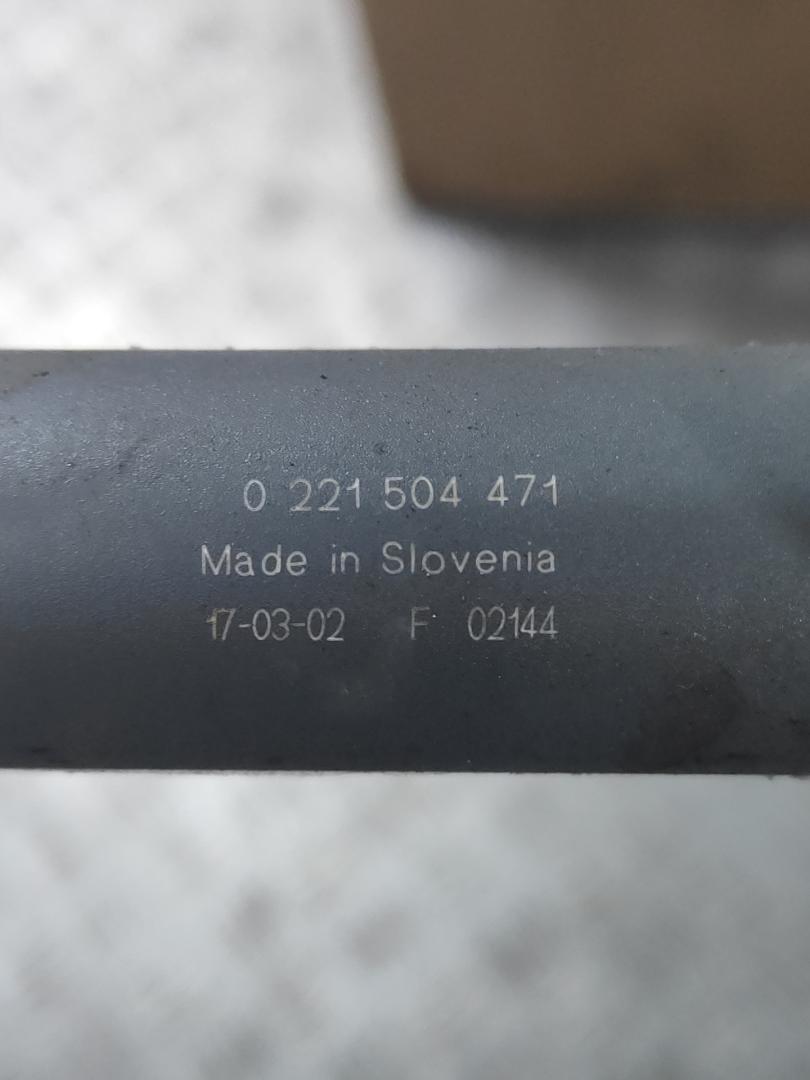 0 221 504 471
Made in Slovenia
17-03-02 F 02144